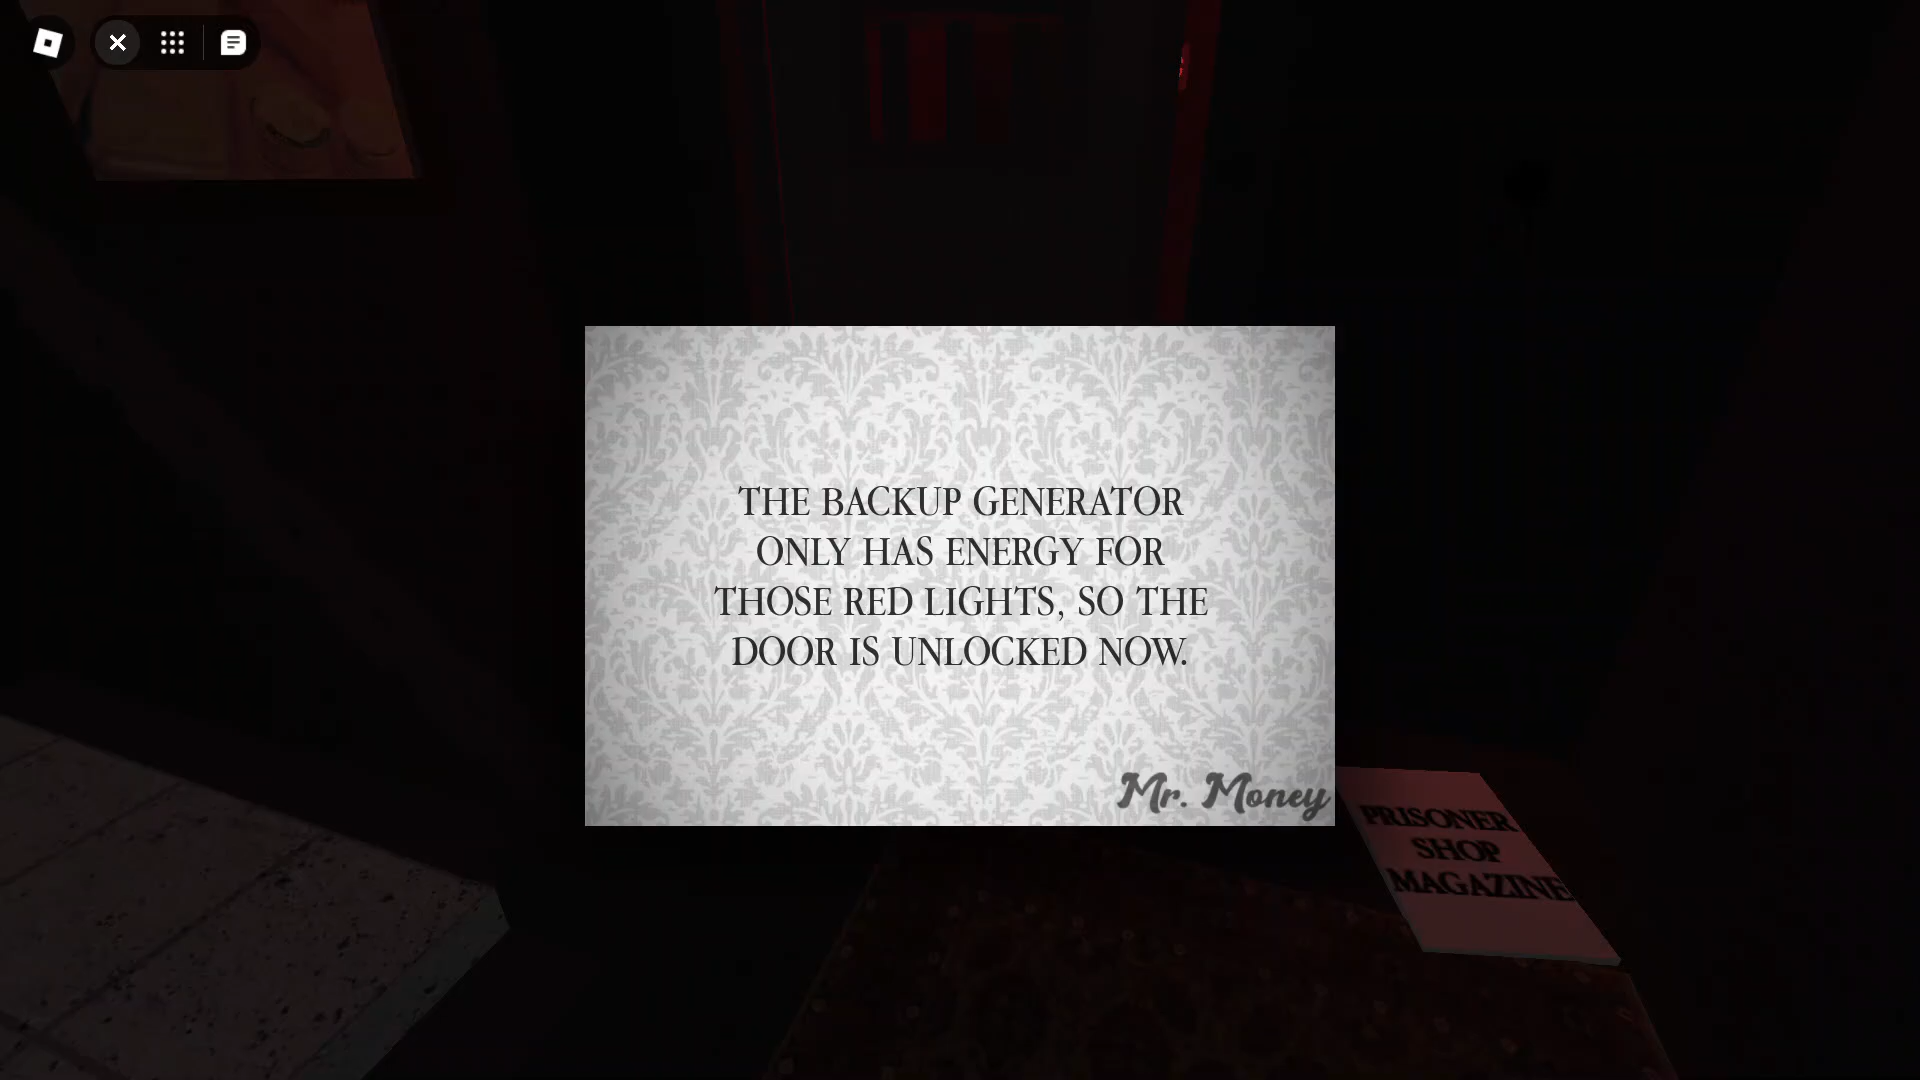 THE BACKUP GENERATOR
ONLY HAS ENERGY FOR
THOSE RED LIGHTS, SO THE
DOOR IS UNLOCKED NOW.
Mr. Money
PRISONER
SHOP
MAGAZINE